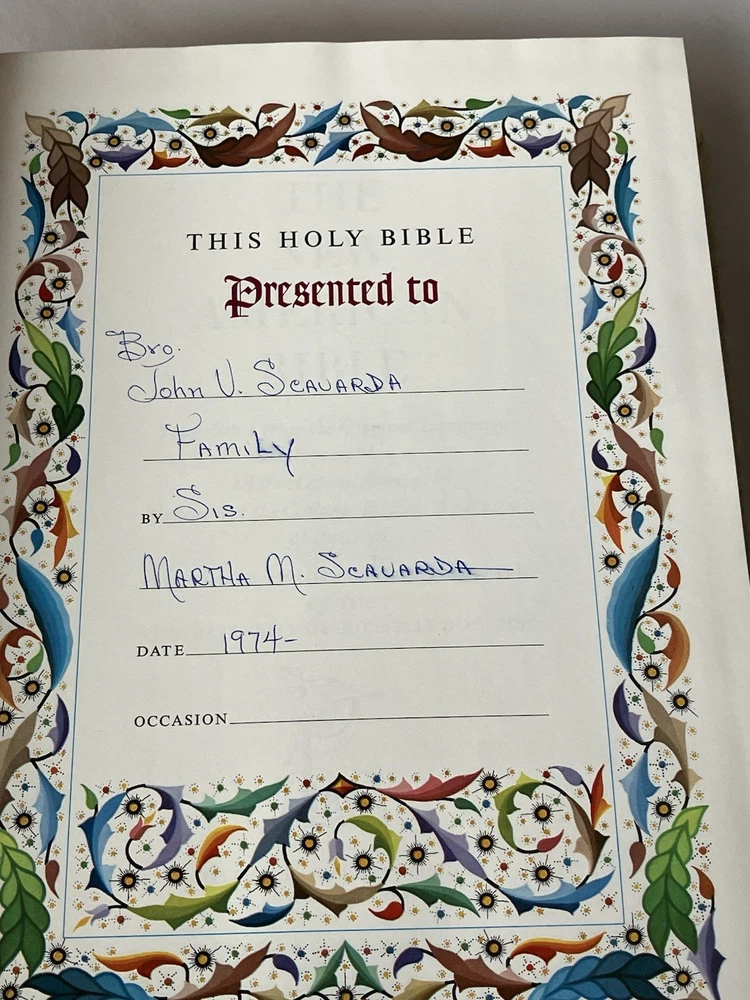 THIS HOLY BIBLE
Presented to
Bro.
John V. Scavarda
Family
BY Sis.
Martha M. Scavarda
DATE 1974-
OCCASION